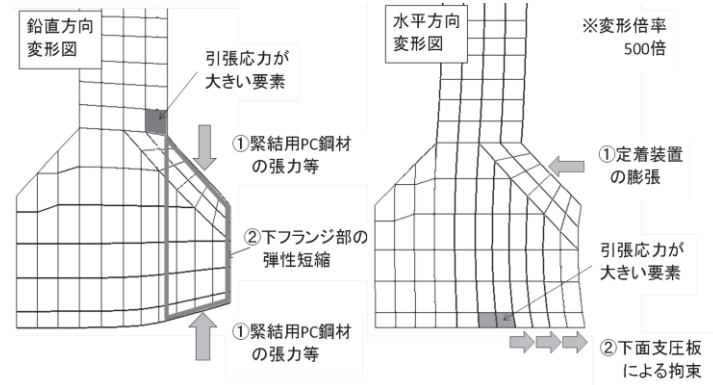 鉛直方向
変形図
引張応力が
大きい要素
①緊結用PC鋼材
の張力等
②下フランジ部の
弾性短縮
①緊結用PC鋼材
の張力等
水平方向
変形図
※変形倍率
500倍
①定着装置
の膨張
引張応力が
大きい要素
②下面支圧板
による拘束